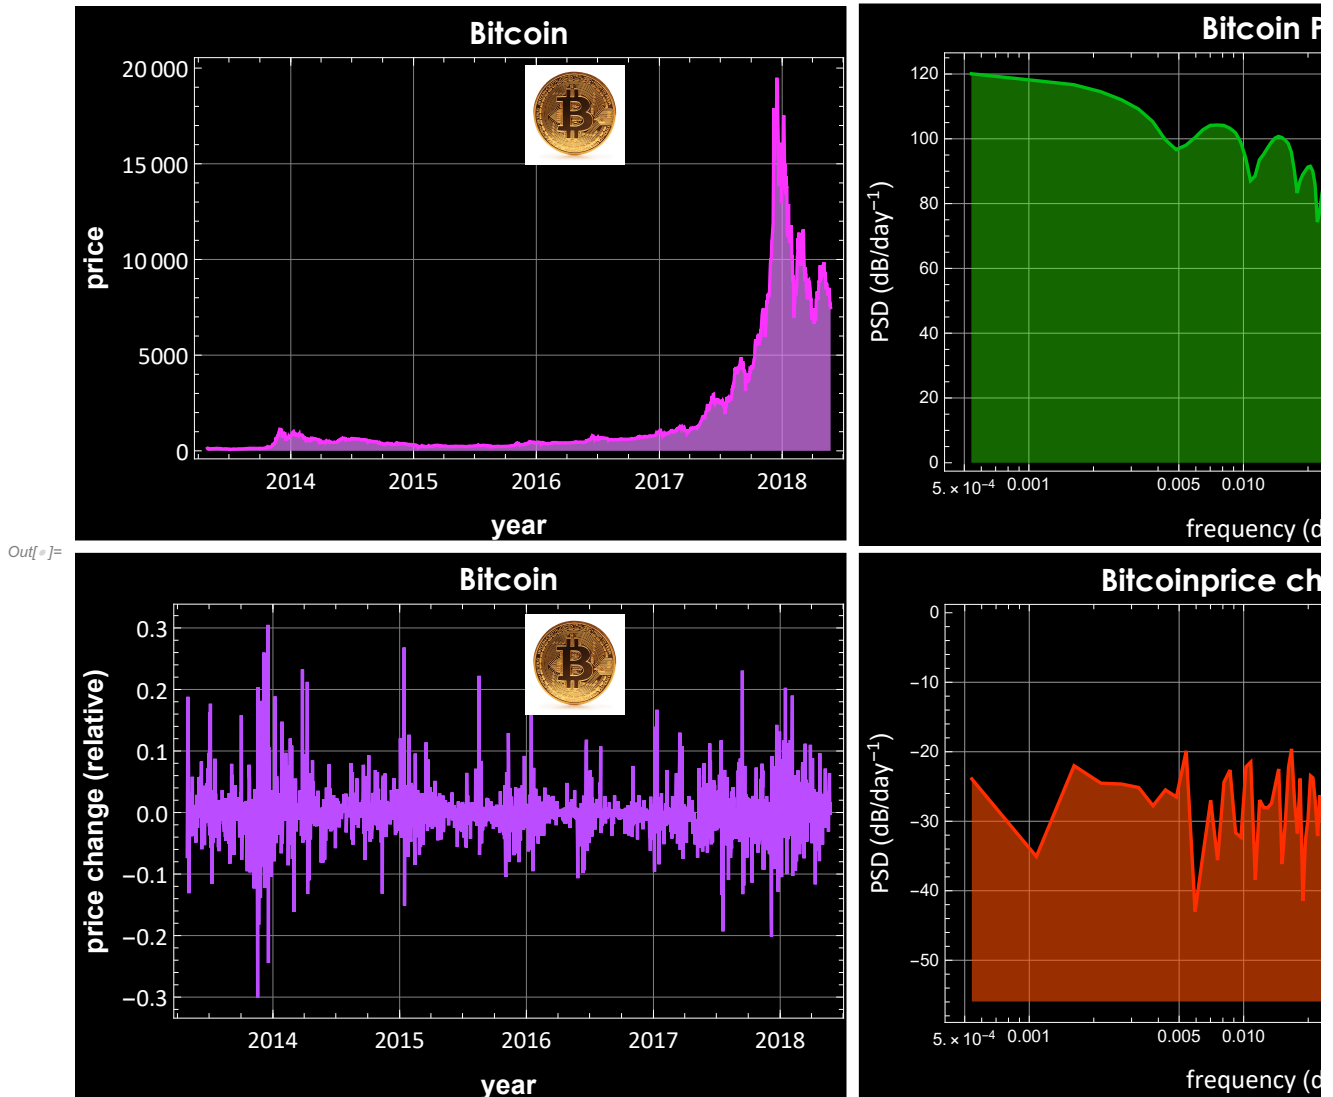 Bitcoin
20 000
15 000
10 000
5000
0
price
2014 2015 2016 2017 2018
year
Bitcoin P
120
100
80
60
40
20
0
PSD (dB/day⁻¹)
5. × 10⁻⁴ 0.001 0.005 0.010
frequency (d
Out[ ]=
Bitcoin
0.3
0.2
0.1
0.0
−0.1
−0.2
−0.3
price change (relative)
2014 2015 2016 2017 2018
year
Bitcoinprice ch
0
−10
−20
−30
−40
−50
PSD (dB/day⁻¹)
5. × 10⁻⁴ 0.001 0.005 0.010
frequency (d